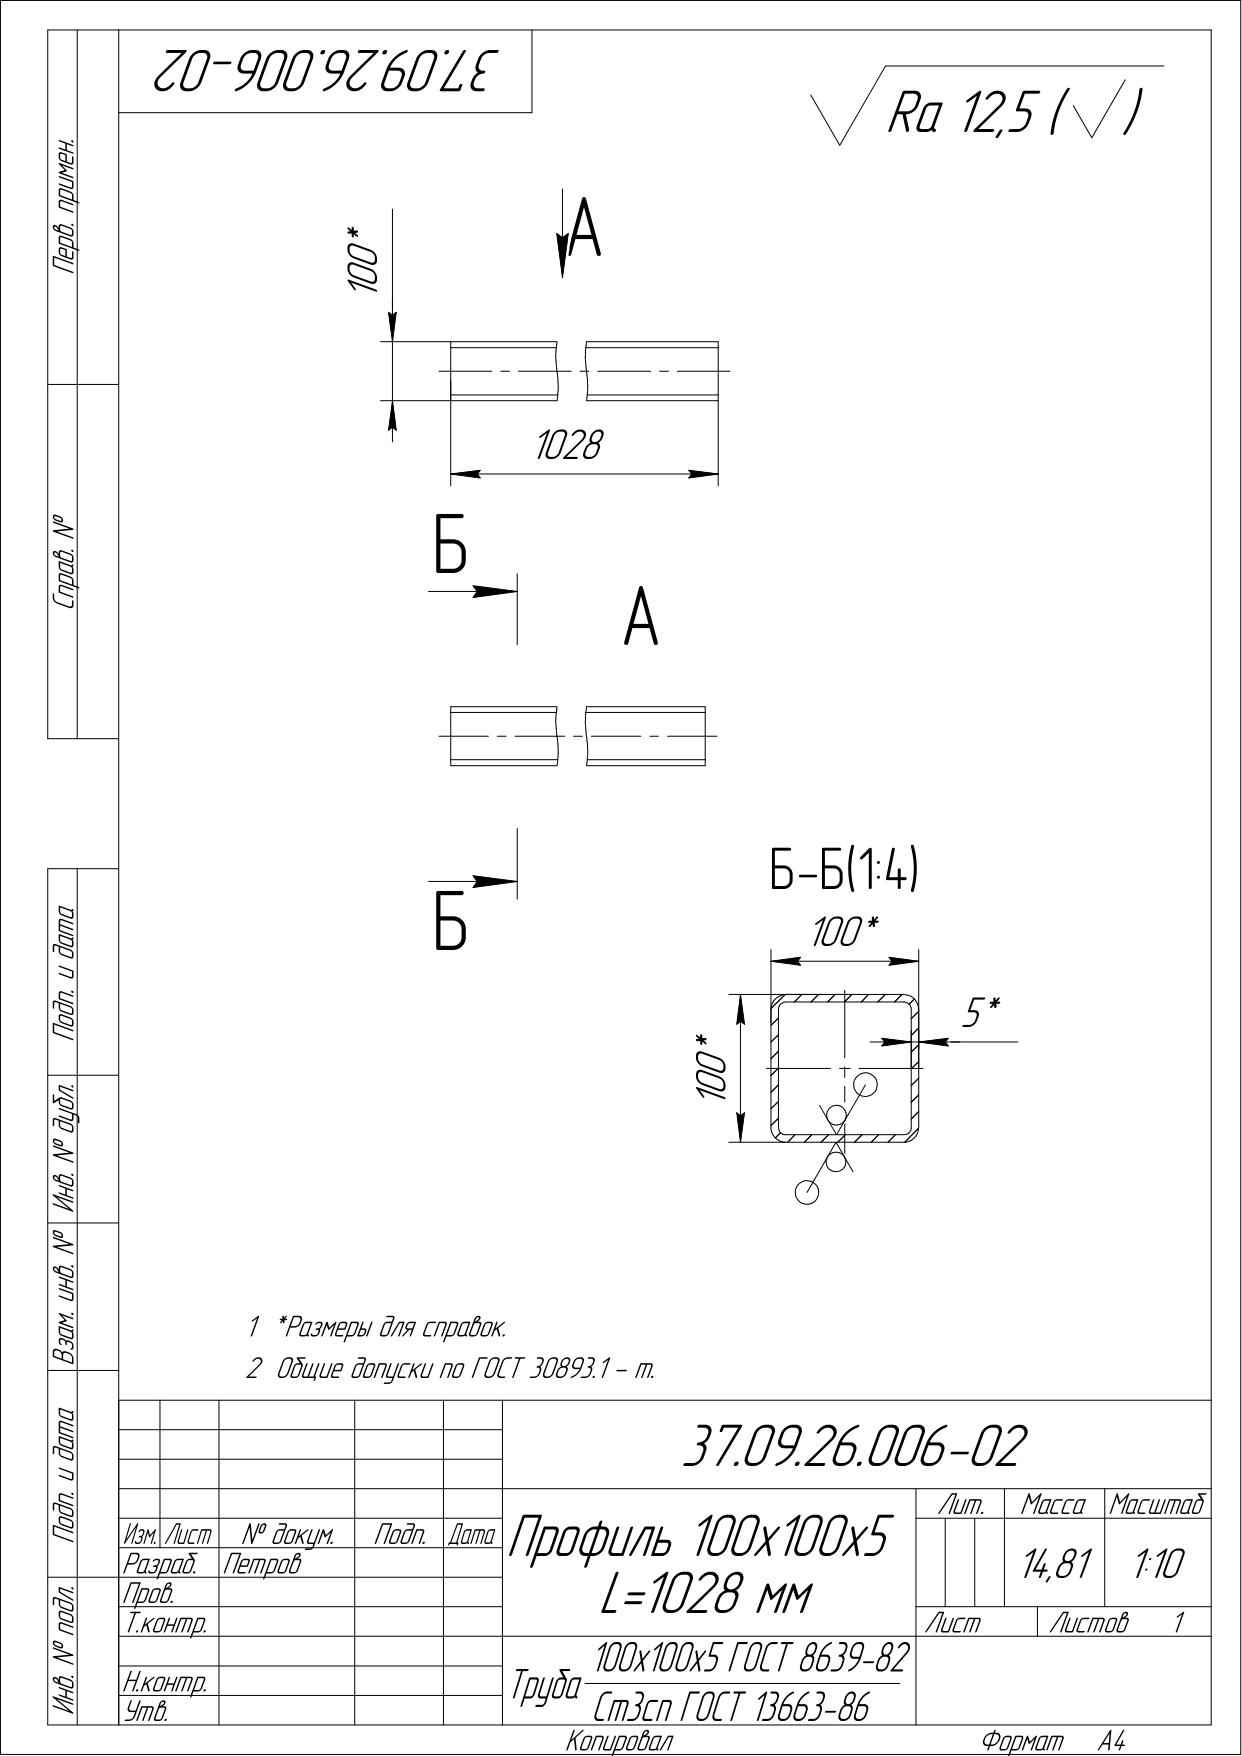 37.09.26.006-02
Ra 12,5 (√)
Перв. примен.
Справ. №
Подп. и дата
Инв. № дубл.
Взам. инв. №
Подп. и дата
Инв. № подл.
А
100*
1028
Б
А
Б
Б-Б(1:4)
100*
5*
100*
1 *Размеры для справок.
2 Общие допуски по ГОСТ 30893.1 - m.
37.09.26.006-02
Изм. Лист № докум. Подп. Дата
Разраб. Петров
Пров.
Т.контр.
Н.контр.
Утв.
Профиль 100х100х5
L=1028 мм
Лит. Масса Масштаб
14,81 1:10
Лист Листов 1
Труба 100х100х5 ГОСТ 8639-82
Ст3сп ГОСТ 13663-86
Копировал Формат А4